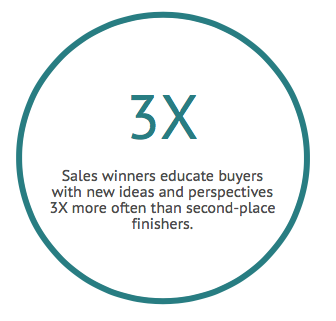 3X
Sales winners educate buyers
with new ideas and perspectives
3X more often than second-place
finishers.